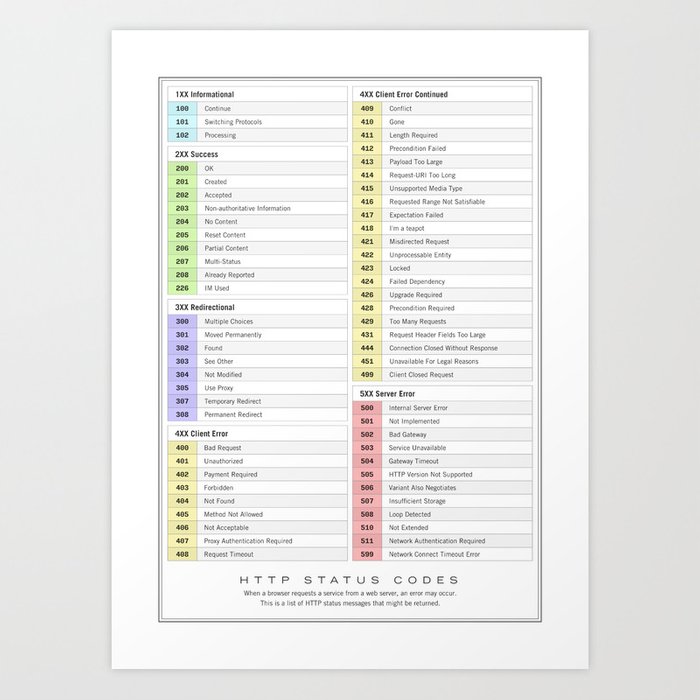 1XX Informational
100 Continue
101 Switching Protocols
102 Processing
2XX Success
200 OK
201 Created
202 Accepted
203 Non-authoritative Information
204 No Content
205 Reset Content
206 Partial Content
207 Multi-Status
208 Already Reported
226 IM Used
3XX Redirectional
300 Multiple Choices
301 Moved Permanently
302 Found
303 See Other
304 Not Modified
305 Use Proxy
307 Temporary Redirect
308 Permanent Redirect
4XX Client Error
400 Bad Request
401 Unauthorized
402 Payment Required
403 Forbidden
404 Not Found
405 Method Not Allowed
406 Not Acceptable
407 Proxy Authentication Required
408 Request Timeout
4XX Client Error Continued
409 Conflict
410 Gone
411 Length Required
412 Precondition Failed
413 Payload Too Large
414 Request-URI Too Long
415 Unsupported Media Type
416 Requested Range Not Satisfiable
417 Expectation Failed
418 I'm a teapot
421 Misdirected Request
422 Unprocessable Entity
423 Locked
424 Failed Dependency
426 Upgrade Required
428 Precondition Required
429 Too Many Requests
431 Request Header Fields Too Large
444 Connection Closed Without Response
451 Unavailable For Legal Reasons
499 Client Closed Request
5XX Server Error
500 Internal Server Error
501 Not Implemented
502 Bad Gateway
503 Service Unavailable
504 Gateway Timeout
505 HTTP Version Not Supported
506 Variant Also Negotiates
507 Insufficient Storage
508 Loop Detected
510 Not Extended
511 Network Authentication Required
599 Network Connect Timeout Error
HTTP STATUS CODES
When a browser requests a service from a web server, an error may occur.
This is a list of HTTP status messages that might be returned.